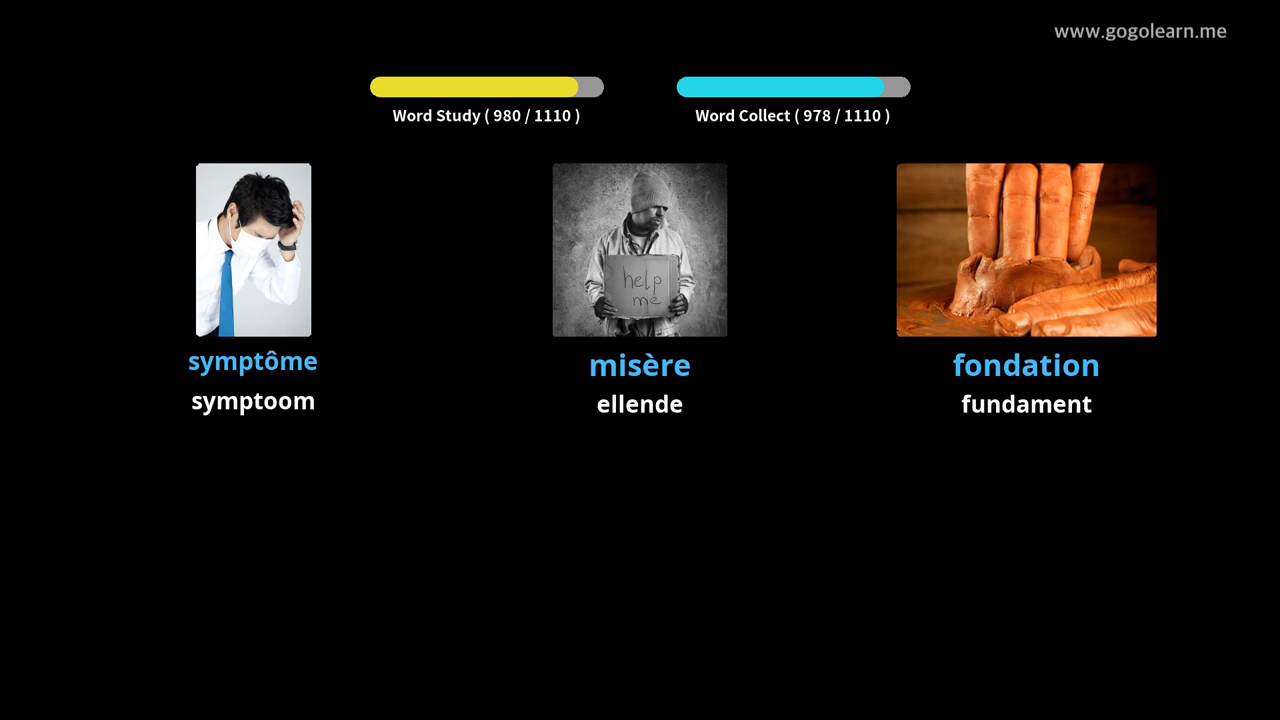 www.gogolearn.me
Word Study ( 980 / 1110 )
Word Collect ( 978 / 1110 )
help
me
symptôme
misère
fondation
symptoom
ellende
fundament